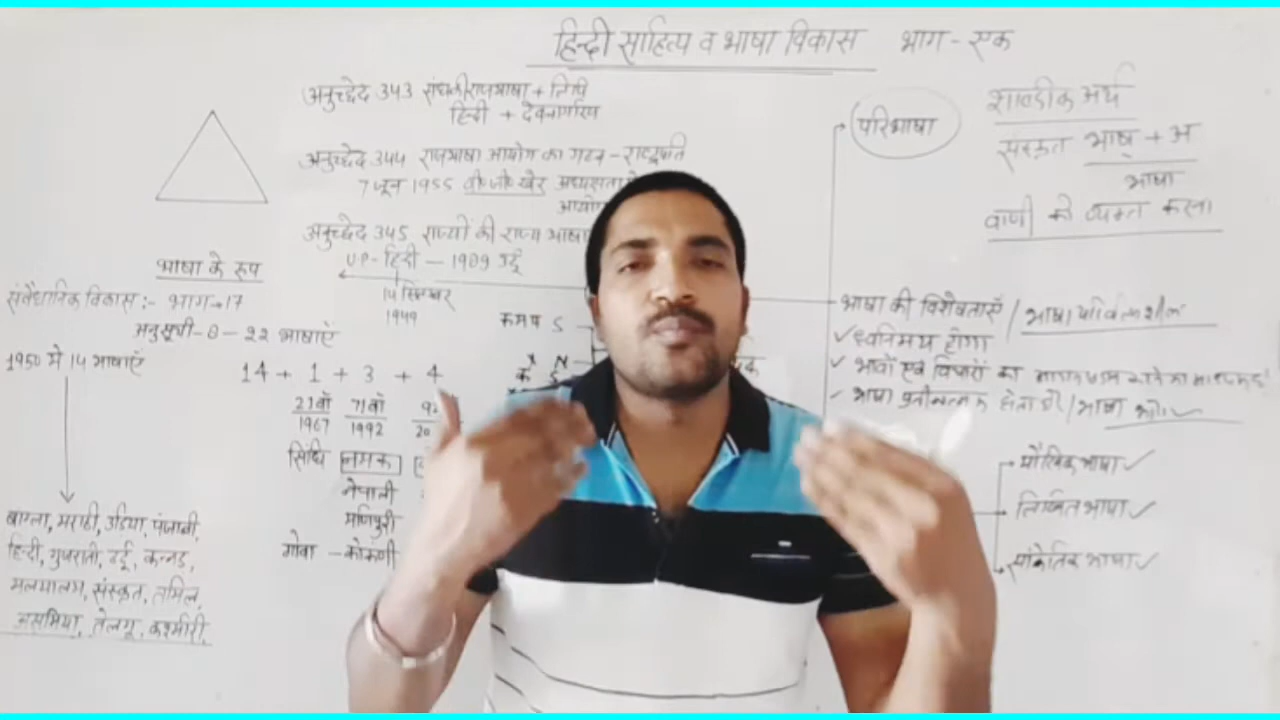 हिन्दी साहित्य व भाषा विकास भाग - एक
अनुच्छेद 343 संघ की राजभाषा + लिपि
हिन्दी + देवनागरी
अनुच्छेद 344 राजभाषा आयोग का गठन - राष्ट्रपति
7 जून 1955 बी०जी० खेर अध्यक्षता
अनुच्छेद 345 राज्यों की राज्य भाषा
U.P - हिन्दी — 1989 उर्दू
14 सितम्बर
1949
भाषा के रूप
संवैधानिक विकास :- भाग → 17
अनुसूची - 8 - 22 भाषाएँ
1950 मे 14 भाषाएँ
14 + 1 + 3 + 4
21वाँ 71वाँ
1967 1992
सिंधि नमक
नेपाली
मणिपुरी
गोवा - कोकणी
बांग्ला, मराठी, उडिया, पंजाबी,
हिन्दी, गुजराती, उर्दू, कन्नड,
मलयालम, संस्कृत, तमिल,
असमिया, तेलगू, कश्मीरी,
परिभाषा
शाब्दीक अर्थ
संस्कृत भाष् + अ
भाषा
वाणी को व्यक्त करना
भाषा की विशेषताएँ /
✓ ध्वनिमय होगा
✓ भावों एवं विचारों का
✓ भाषा
मौखिक भाषा ✓
लिखित भाषा ✓
सांकेतिक भाषा ✓